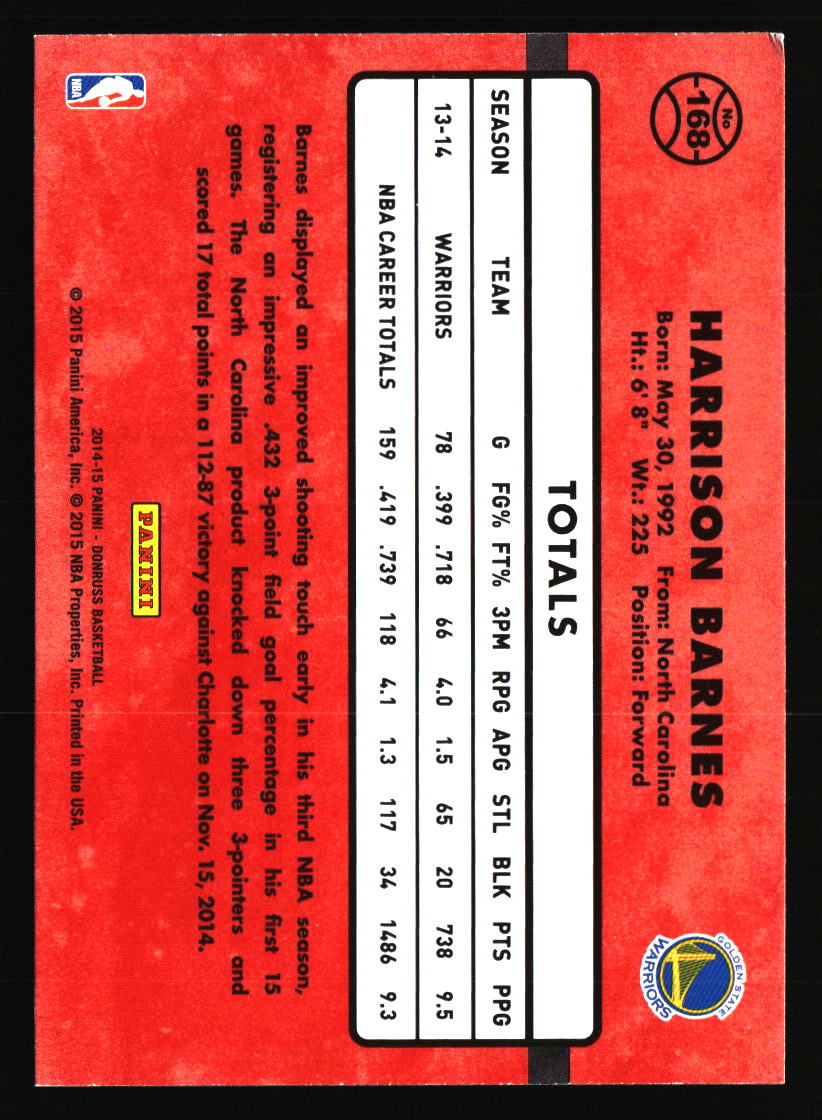 No
168
HARRISON BARNES
Born: May 30, 1992 From: North Carolina
Ht.: 6' 8" Wt.: 225 Position: Forward
GOLDEN STATE
WARRIORS
TOTALS
SEASON TEAM G FG% FT% 3PM RPG APG STL BLK PTS PPG
13-14 WARRIORS 78 .399 .718 66 4.0 1.5 65 20 738 9.5
NBA CAREER TOTALS 159 .419 .739 118 4.1 1.3 117 34 1486 9.3
Barnes displayed an improved shooting touch early in his third NBA season,
registering an impressive .432 3-point field goal percentage in his first 15
games. The North Carolina product knocked down three 3-pointers and
scored 17 total points in a 112-87 victory against Charlotte on Nov. 15, 2014.
PANINI
2014-15 PANINI - DONRUSS BASKETBALL
© 2015 Panini America, Inc. © 2015 NBA Properties, Inc. Printed in the USA.
NBA